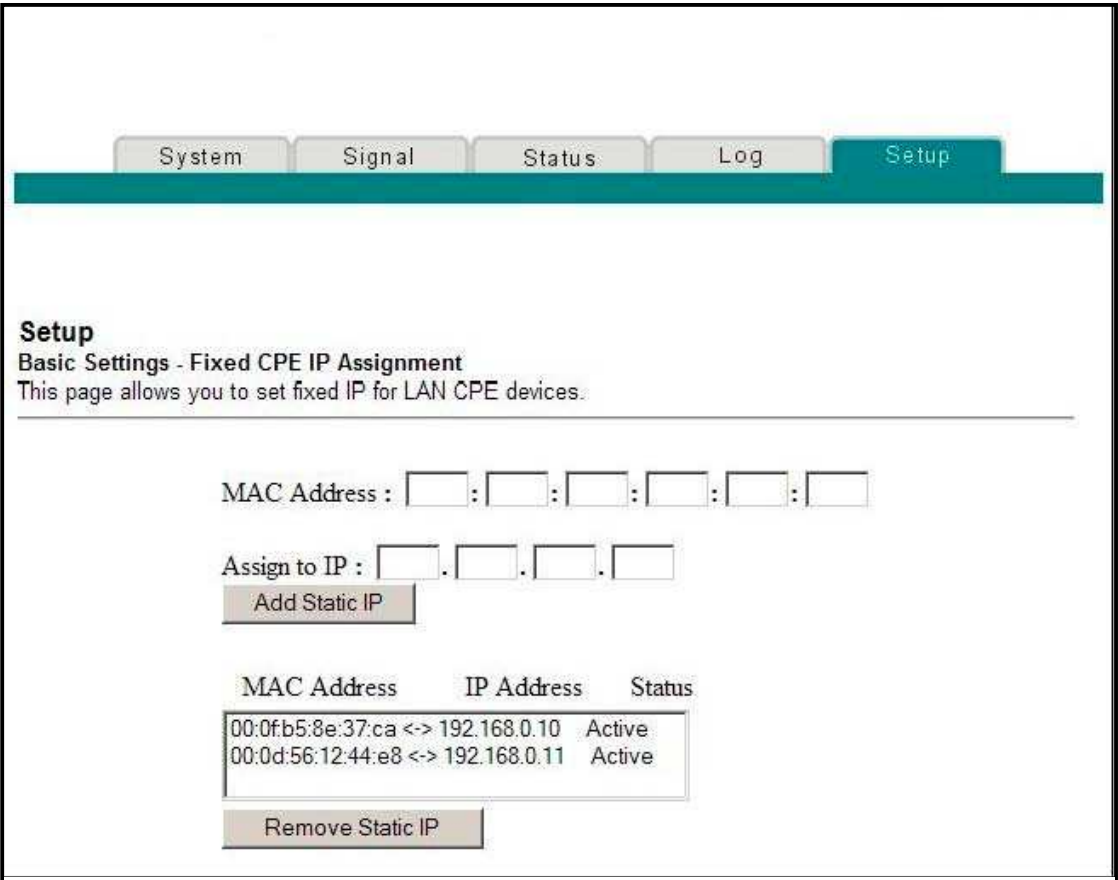 System Signal Status Log Setup
Setup
Basic Settings - Fixed CPE IP Assignment
This page allows you to set fixed IP for LAN CPE devices.
MAC Address : : : : : :
Assign to IP : . . .
Add Static IP
MAC Address IP Address Status
00:0f:b5:8e:37:ca <-> 192.168.0.10 Active
00:0d:56:12:44:e8 <-> 192.168.0.11 Active
Remove Static IP